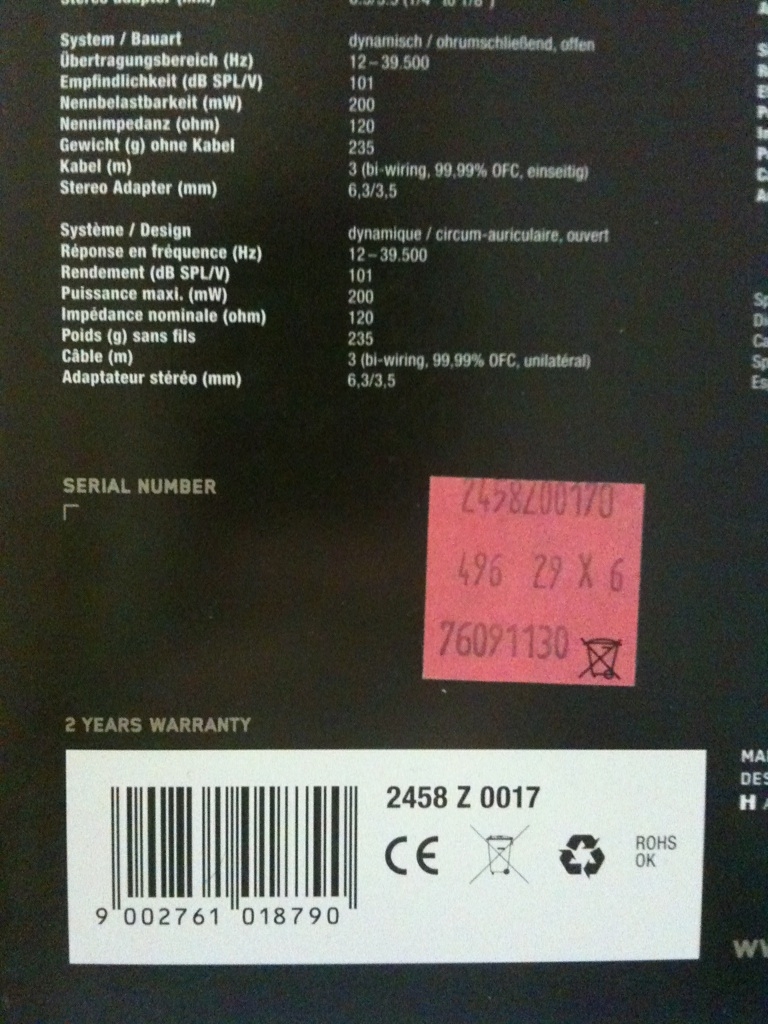 System / Bauart dynamisch / ohrumschließend, offen
Übertragungsbereich (Hz) 12–39.500
Empfindlichkeit (dB SPL/V) 101
Nennbelastbarkeit (mW) 200
Nennimpedanz (ohm) 120
Gewicht (g) ohne Kabel 235
Kabel (m) 3 (bi-wiring, 99,99% OFC, einseitig)
Stereo Adapter (mm) 6,3/3,5
Système / Design dynamique / circum-auriculaire, ouvert
Réponse en fréquence (Hz) 12–39.500
Rendement (dB SPL/V) 101
Puissance maxi. (mW) 200
Impédance nominale (ohm) 120
Poids (g) sans fils 235
Câble (m) 3 (bi-wiring, 99,99% OFC, unilatéral)
Adaptateur stéréo (mm) 6,3/3,5
SERIAL NUMBER
2458Z00170
496 29 X 6
76091130
2 YEARS WARRANTY
2458 Z 0017
CE
ROHS
OK
9 002761 018790